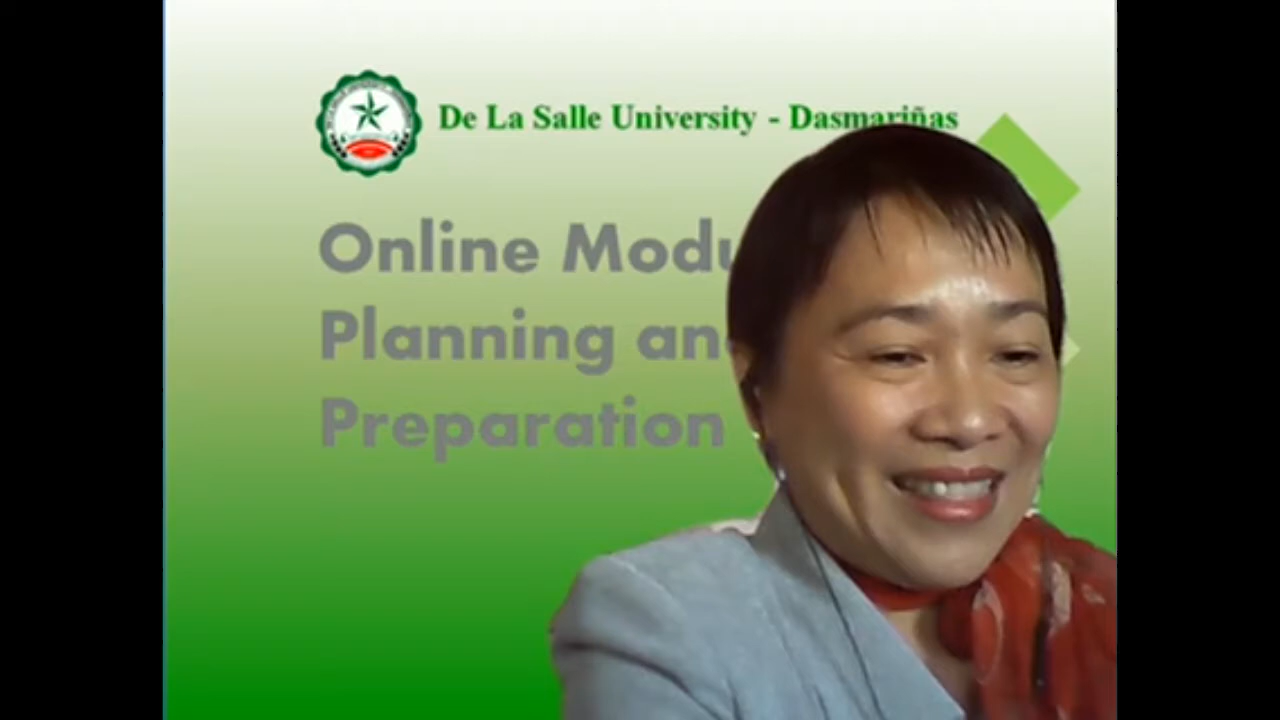 De La Salle University - Dasmariñas
Online Modu
Planning an
Preparation